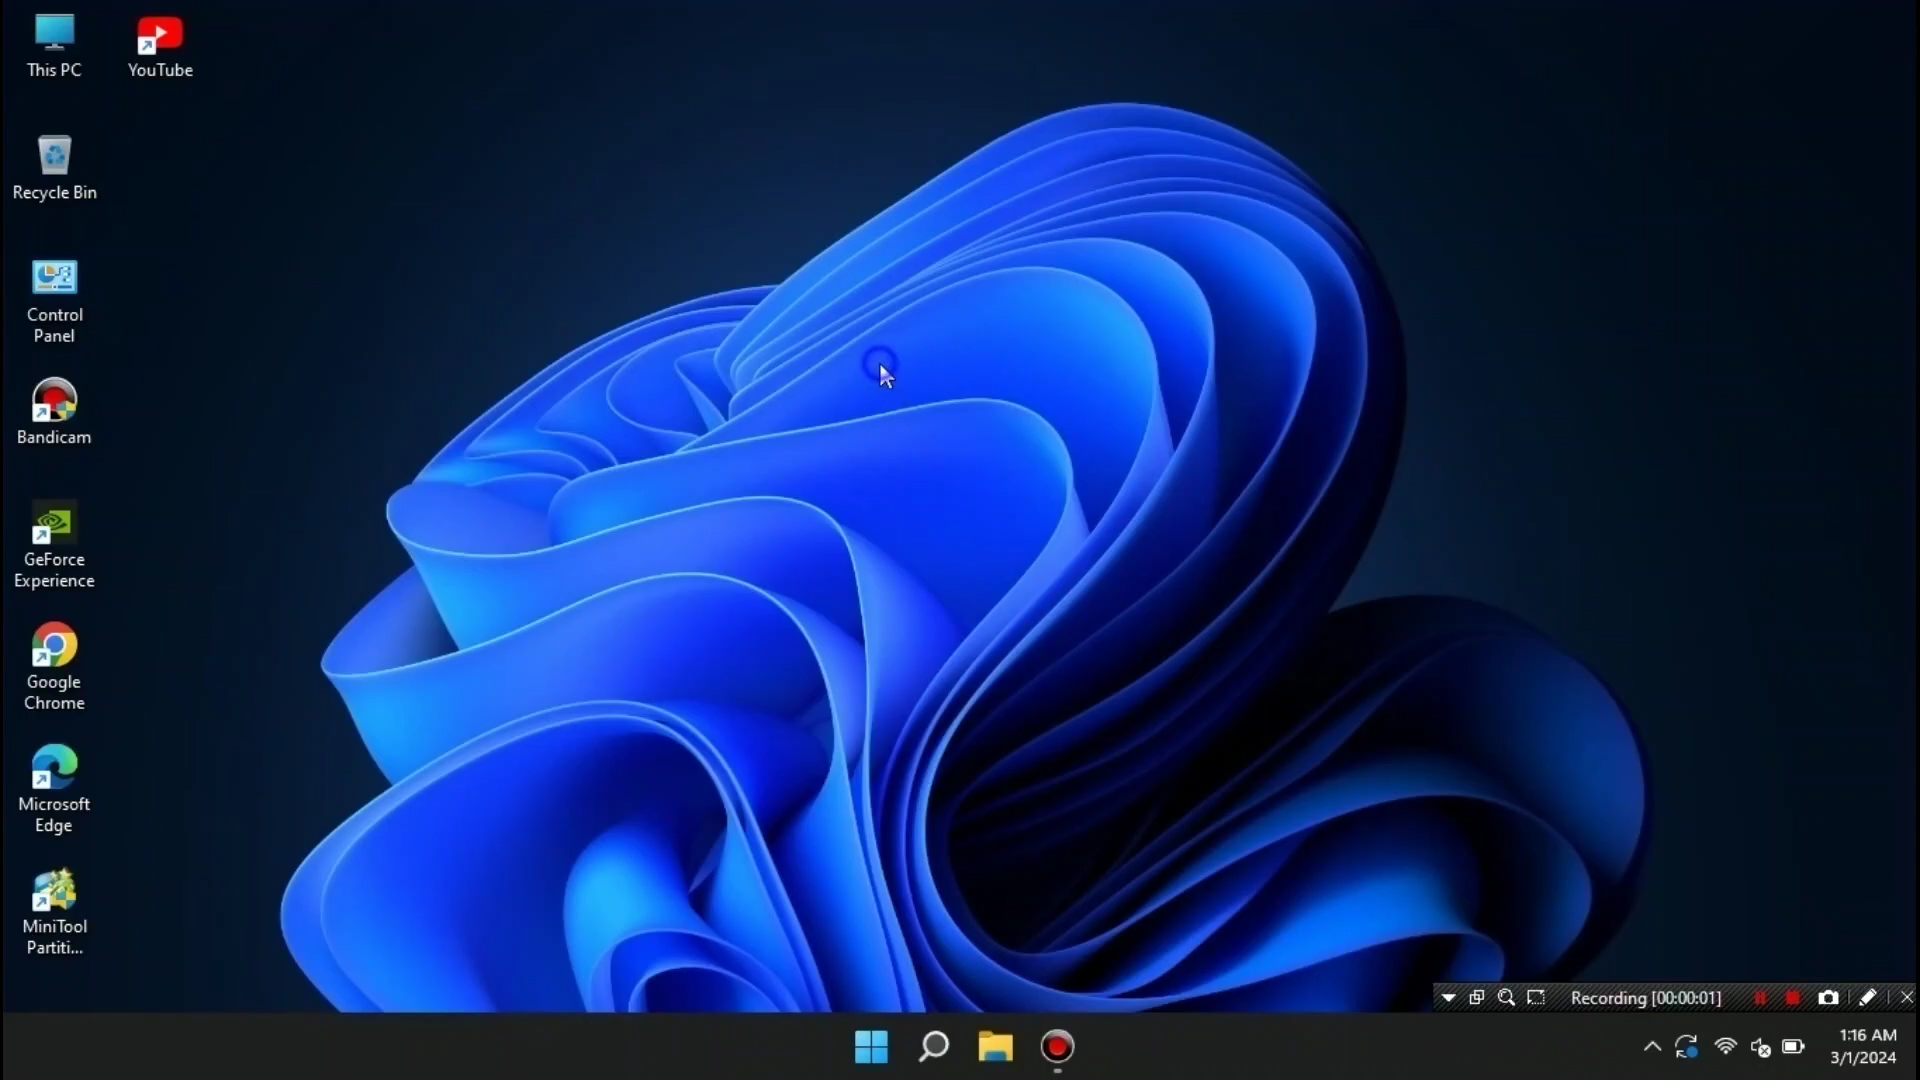 This PC
YouTube
Recycle Bin
Control
Panel
Bandicam
GeForce
Experience
Google
Chrome
Microsoft
Edge
MiniTool
Partiti...
Recording [00:00:01]
1:16 AM
3/1/2024